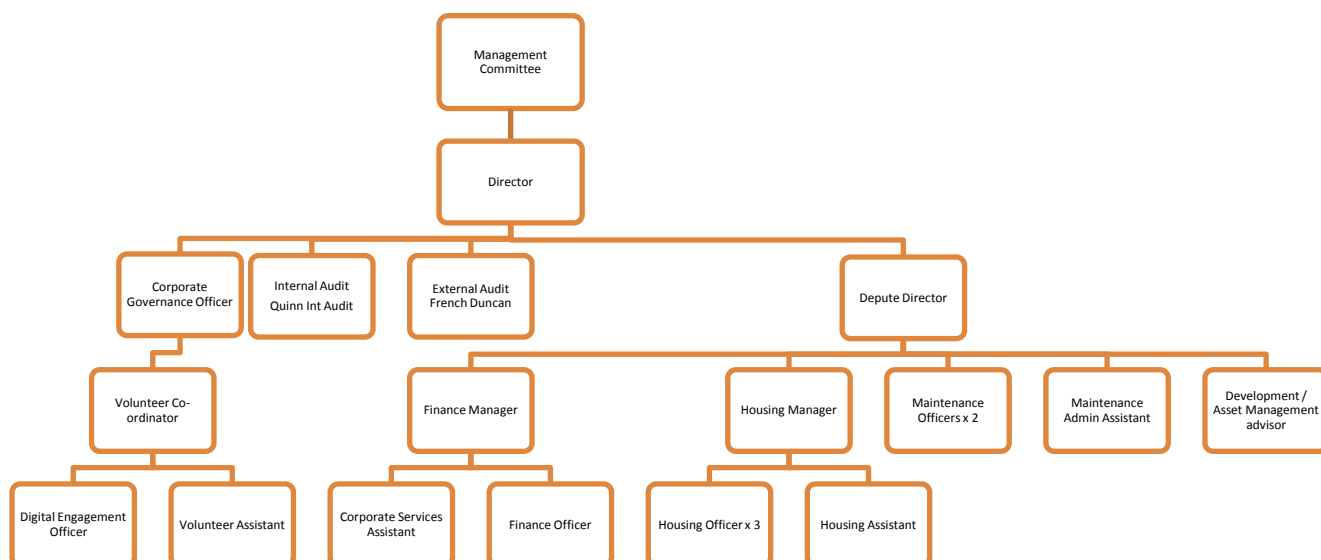 Management
Committee
Director
Corporate
Governance Officer
Internal Audit
Quinn Int Audit
External Audit
French Duncan
Depute Director
Volunteer Co-
ordinator
Finance Manager
Housing Manager
Maintenance
Officers x 2
Maintenance
Admin Assistant
Development /
Asset Management
advisor
Digital Engagement
Officer
Volunteer Assistant
Corporate Services
Assistant
Finance Officer
Housing Officer x 3
Housing Assistant